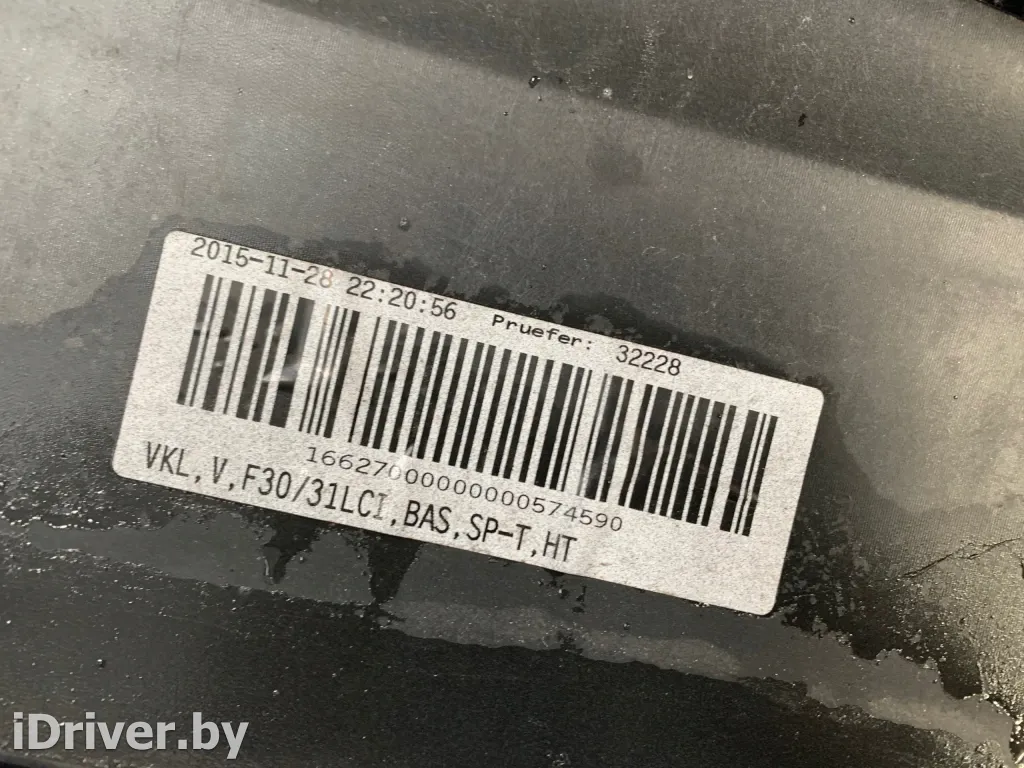 2015-11-28 22:20:56 Pruefer: 32228
16627000000000574590
VKL,V,F30/31LCI,BAS,SP-T,HT
iDriver.by